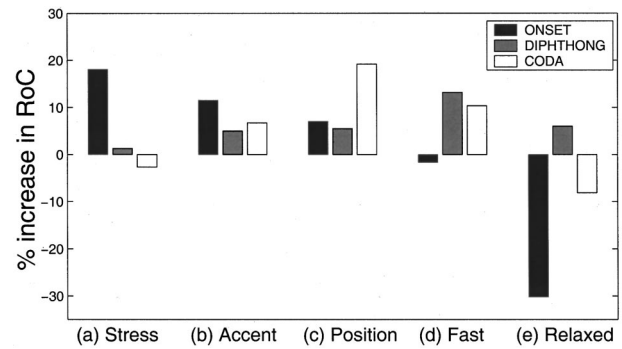 % increase in RoC
30
20
10
0
−10
−20
−30
ONSET
DIPHTHONG
CODA
(a) Stress
(b) Accent
(c) Position
(d) Fast
(e) Relaxed